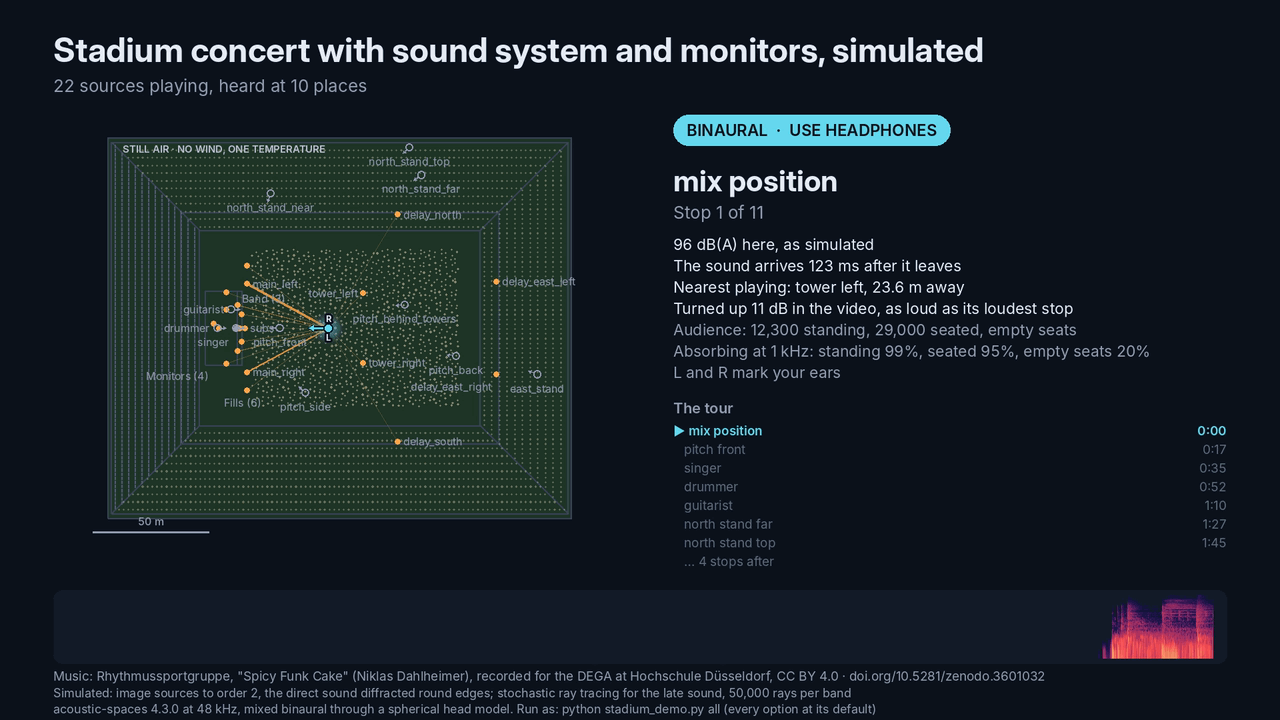 Stadium concert with sound system and monitors, simulated
22 sources playing, heard at 10 places
STILL AIR · NO WIND, ONE TEMPERATURE
north_stand_top
north_stand_far
north_stand_near
delay_north
main_left
delay_east_left
tower_left
Band (3)
guitarist
pitch_behind_towers
drummer
subs
singer
pitch_front
R
L
tower_right
pitch_back
main_right
Monitors (4)
delay_east_right
east_stand
Fills (6)
pitch_side
delay_south
50 m
BINAURAL · USE HEADPHONES
mix position
Stop 1 of 11
96 dB(A) here, as simulated
The sound arrives 123 ms after it leaves
Nearest playing: tower left, 23.6 m away
Turned up 11 dB in the video, as loud as its loudest stop
Audience: 12,300 standing, 29,000 seated, empty seats
Absorbing at 1 kHz: standing 99%, seated 95%, empty seats 20%
L and R mark your ears
The tour
▶ mix position 0:00
pitch front 0:17
singer 0:35
drummer 0:52
guitarist 1:10
north stand far 1:27
north stand top 1:45
... 4 stops after
Music: Rhythmussportgruppe, "Spicy Funk Cake" (Niklas Dahlheimer), recorded for the DEGA at Hochschule Düsseldorf, CC BY 4.0 · doi.org/10.5281/zenodo.3601032
Simulated: image sources to order 2, the direct sound diffracted round edges; stochastic ray tracing for the late sound, 50,000 rays per band
acoustic-spaces 4.3.0 at 48 kHz, mixed binaural through a spherical head model. Run as: python stadium_demo.py all (every option at its default)